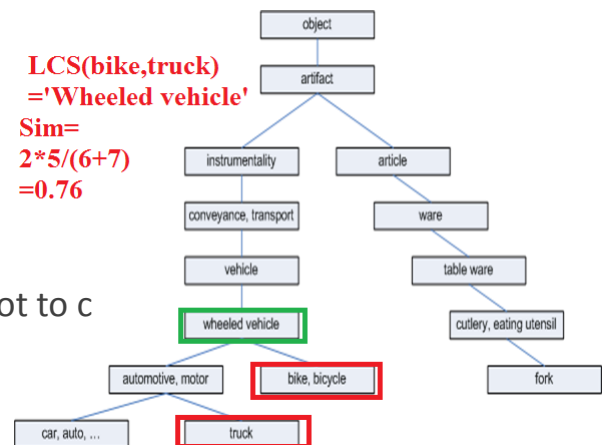 object
LCS(bike,truck)
='Wheeled vehicle'
Sim=
2*5/(6+7)
=0.76
artifact
instrumentality
article
conveyance, transport
ware
vehicle
table ware
ot to c
wheeled vehicle
cutlery, eating utensil
automotive, motor
bike, bicycle
fork
car, auto, ...
truck